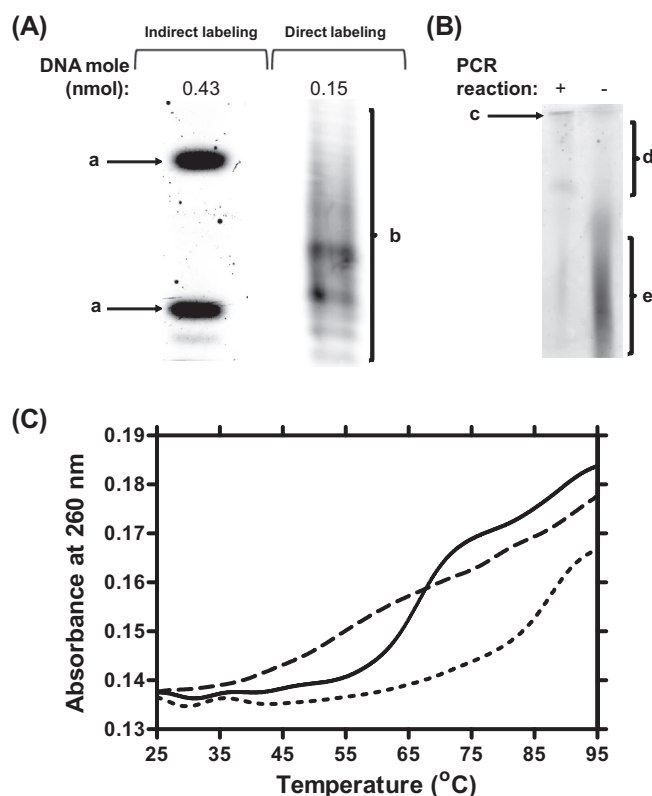 (A)
Indirect labeling Direct labeling
DNA mole
(nmol): 0.43 0.15
a
b
a
(B)
PCR
reaction: + -
c
d
e
(C)
0.19
0.18
0.17
0.16
0.15
0.14
0.13
Absorbance at 260 nm
25 35 45 55 65 75 85 95
Temperature (oC)